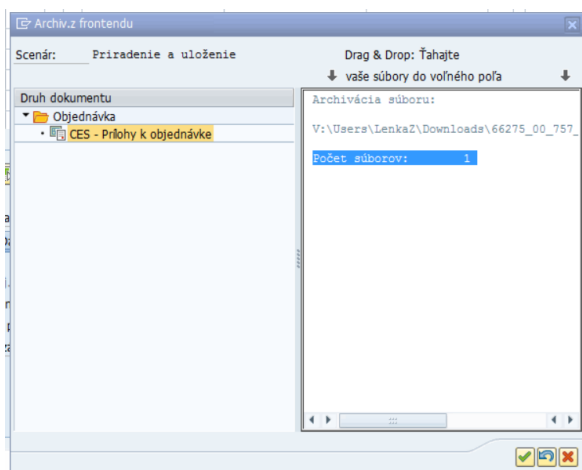 Archiv.z frontendu
Scenár: Priradenie a uloženie
Drag & Drop: Ťahajte
vaše súbory do voľného poľa
Druh dokumentu
Objednávka
CES - Prílohy k objednávke
Archivácia súboru:
V:\Users\LenkaZ\Downloads\66275_00_757_
Počet súborov: 1